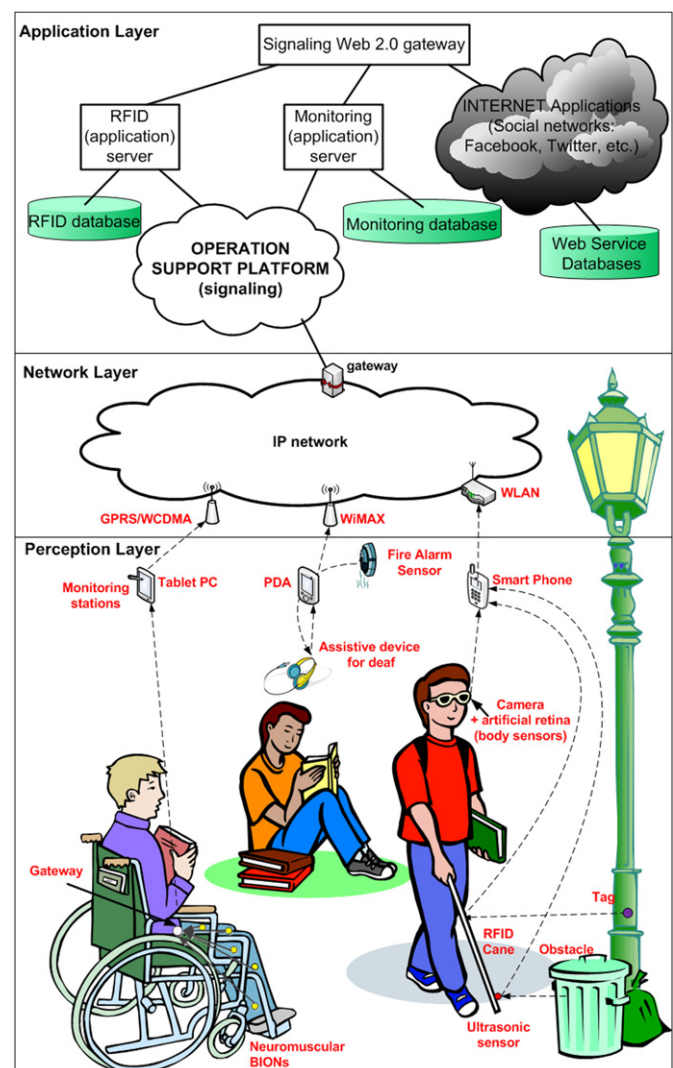 Application Layer
Signaling Web 2.0 gateway
RFID
(application)
server
Monitoring
(application)
server
INTERNET Applications
(Social networks:
Facebook, Twitter, etc.)
RFID database
Monitoring database
Web Service
Databases
OPERATION
SUPPORT PLATFORM
(signaling)
Network Layer
gateway
IP network
GPRS/WCDMA
WiMAX
WLAN
Perception Layer
Monitoring
stations
Tablet PC
PDA
Fire Alarm
Sensor
Smart Phone
Assistive device
for deaf
Camera
+ artificial retina
(body sensors)
Gateway
Tag
RFID
Cane
Obstacle
Ultrasonic
sensor
Neuromuscular
BIONs